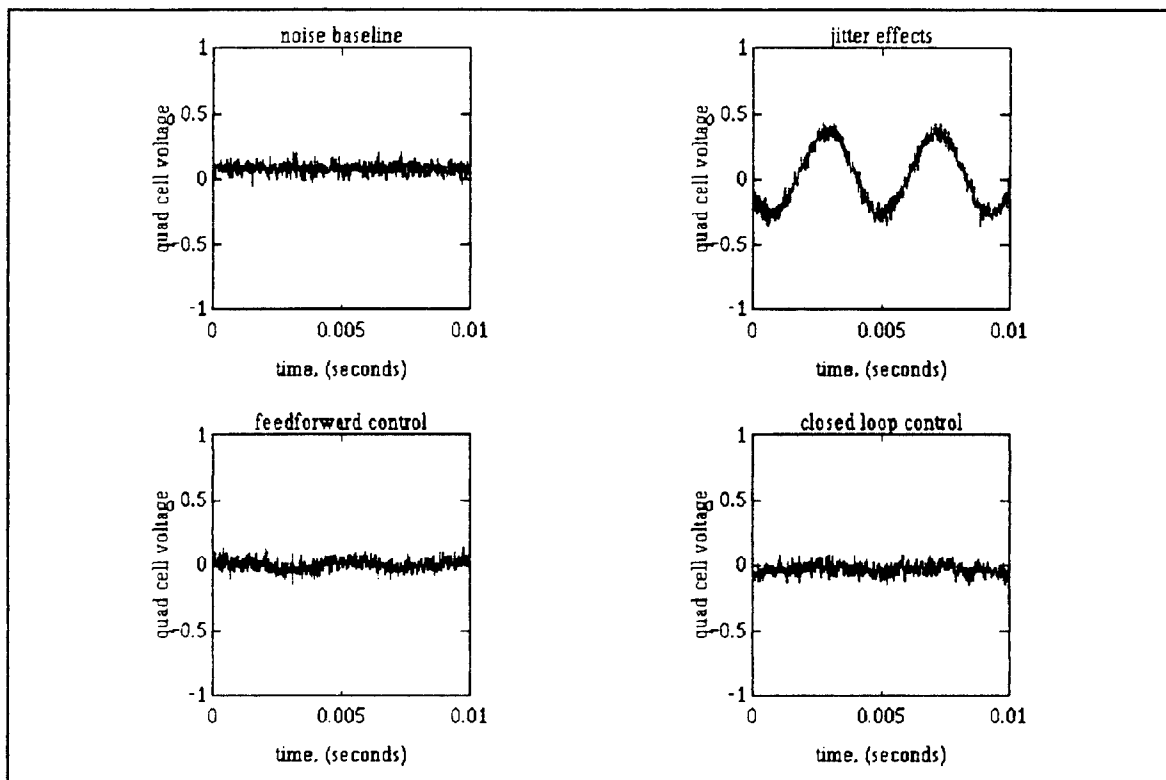 noise baseline
1
0.5
0
-0.5
-1
quad cell voltage
0
0.005
0.01
time, (seconds)
jitter effects
1
0.5
0
-0.5
-1
quad cell voltage
0
0.005
0.01
time, (seconds)
feedforward control
1
0.5
0
-0.5
-1
quad cell voltage
0
0.005
0.01
time, (seconds)
closed loop control
1
0.5
0
-0.5
-1
quad cell voltage
0
0.005
0.01
time, (seconds)